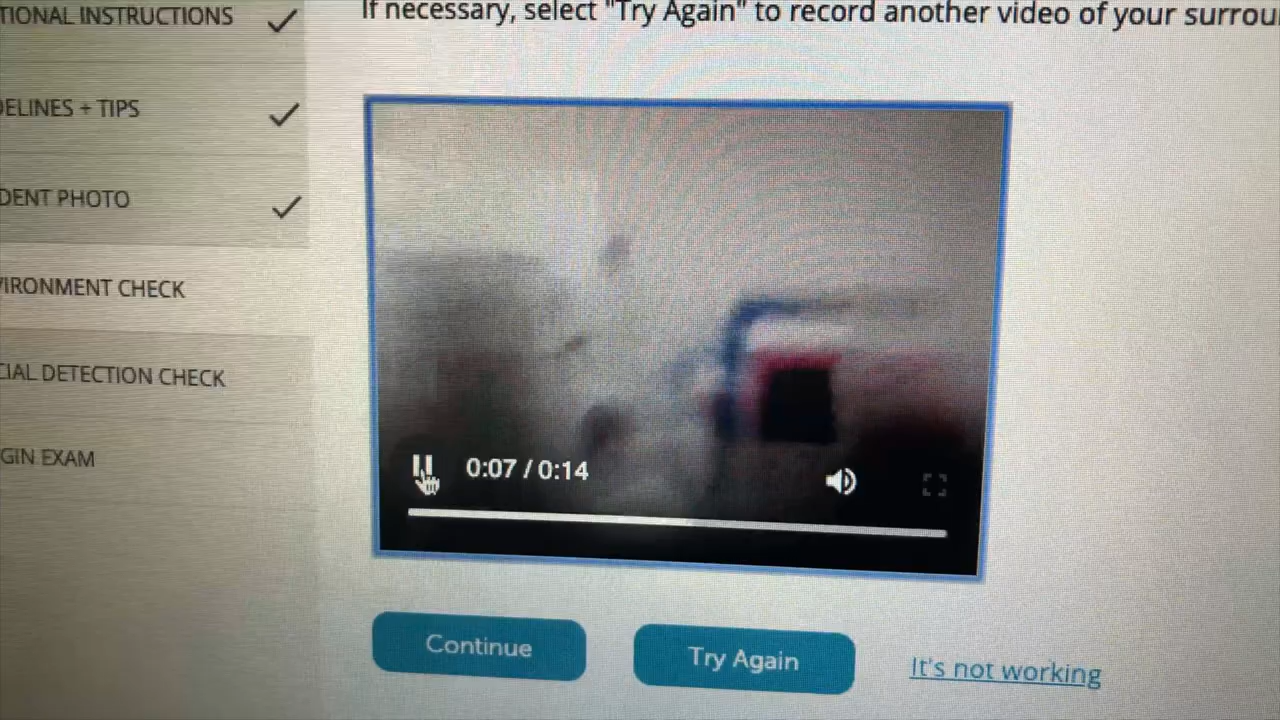 If necessary, select "Try Again" to record another video of your surrou
TIONAL INSTRUCTIONS
ELINES + TIPS
DENT PHOTO
VIRONMENT CHECK
CIAL DETECTION CHECK
GIN EXAM
0:07 / 0:14
Continue
Try Again
It's not working